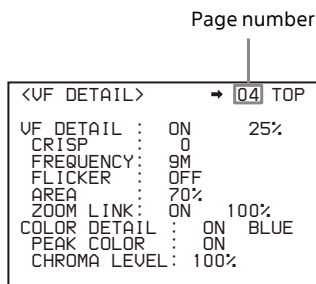 Page number
<VF DETAIL> ➡ 04 TOP
VF DETAIL : ON 25%
CRISP : 0
FREQUENCY: 9M
FLICKER : OFF
AREA : 70%
ZOOM LINK: ON 100%
COLOR DETAIL : ON BLUE
PEAK COLOR : ON
CHROMA LEVEL: 100%